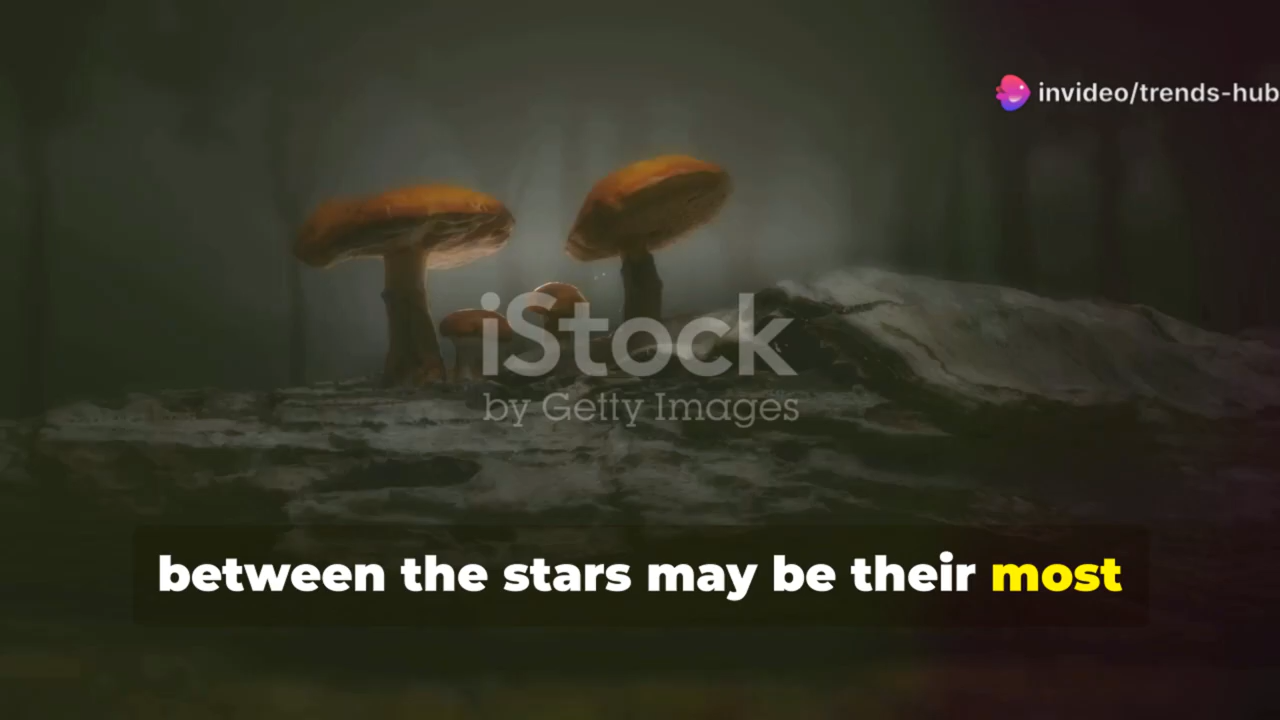 invideo/trends-hub
iStock
by Getty Images
between the stars may be their most